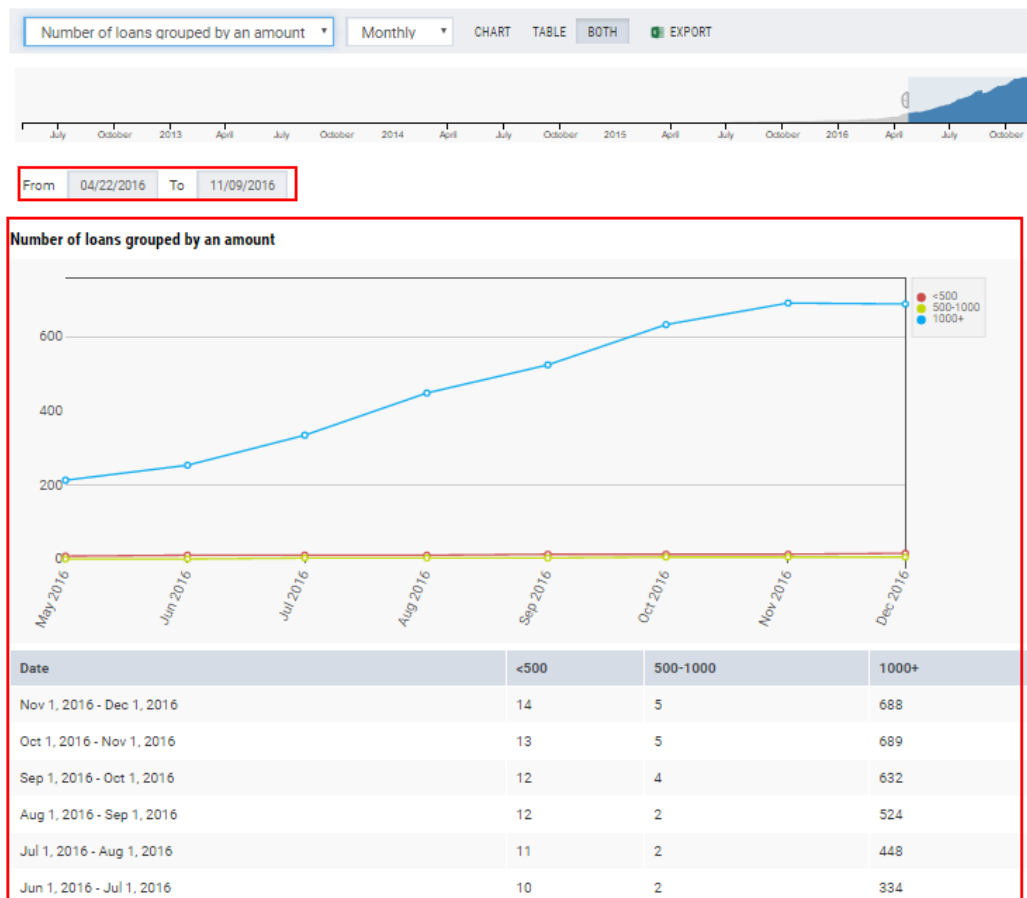 Number of loans grouped by an amount Monthly CHART TABLE BOTH EXPORT
July October 2013 April July October 2014 April July October 2015 April July October 2016 April July October
From 04/22/2016 To 11/09/2016
Number of loans grouped by an amount
<500
500-1000
1000+
600
400
200
0
May 2016 Jun 2016 Jul 2016 Aug 2016 Sep 2016 Oct 2016 Nov 2016 Dec 2016
Date <500 500-1000 1000+
Nov 1, 2016 - Dec 1, 2016 14 5 688
Oct 1, 2016 - Nov 1, 2016 13 5 689
Sep 1, 2016 - Oct 1, 2016 12 4 632
Aug 1, 2016 - Sep 1, 2016 12 2 524
Jul 1, 2016 - Aug 1, 2016 11 2 448
Jun 1, 2016 - Jul 1, 2016 10 2 334